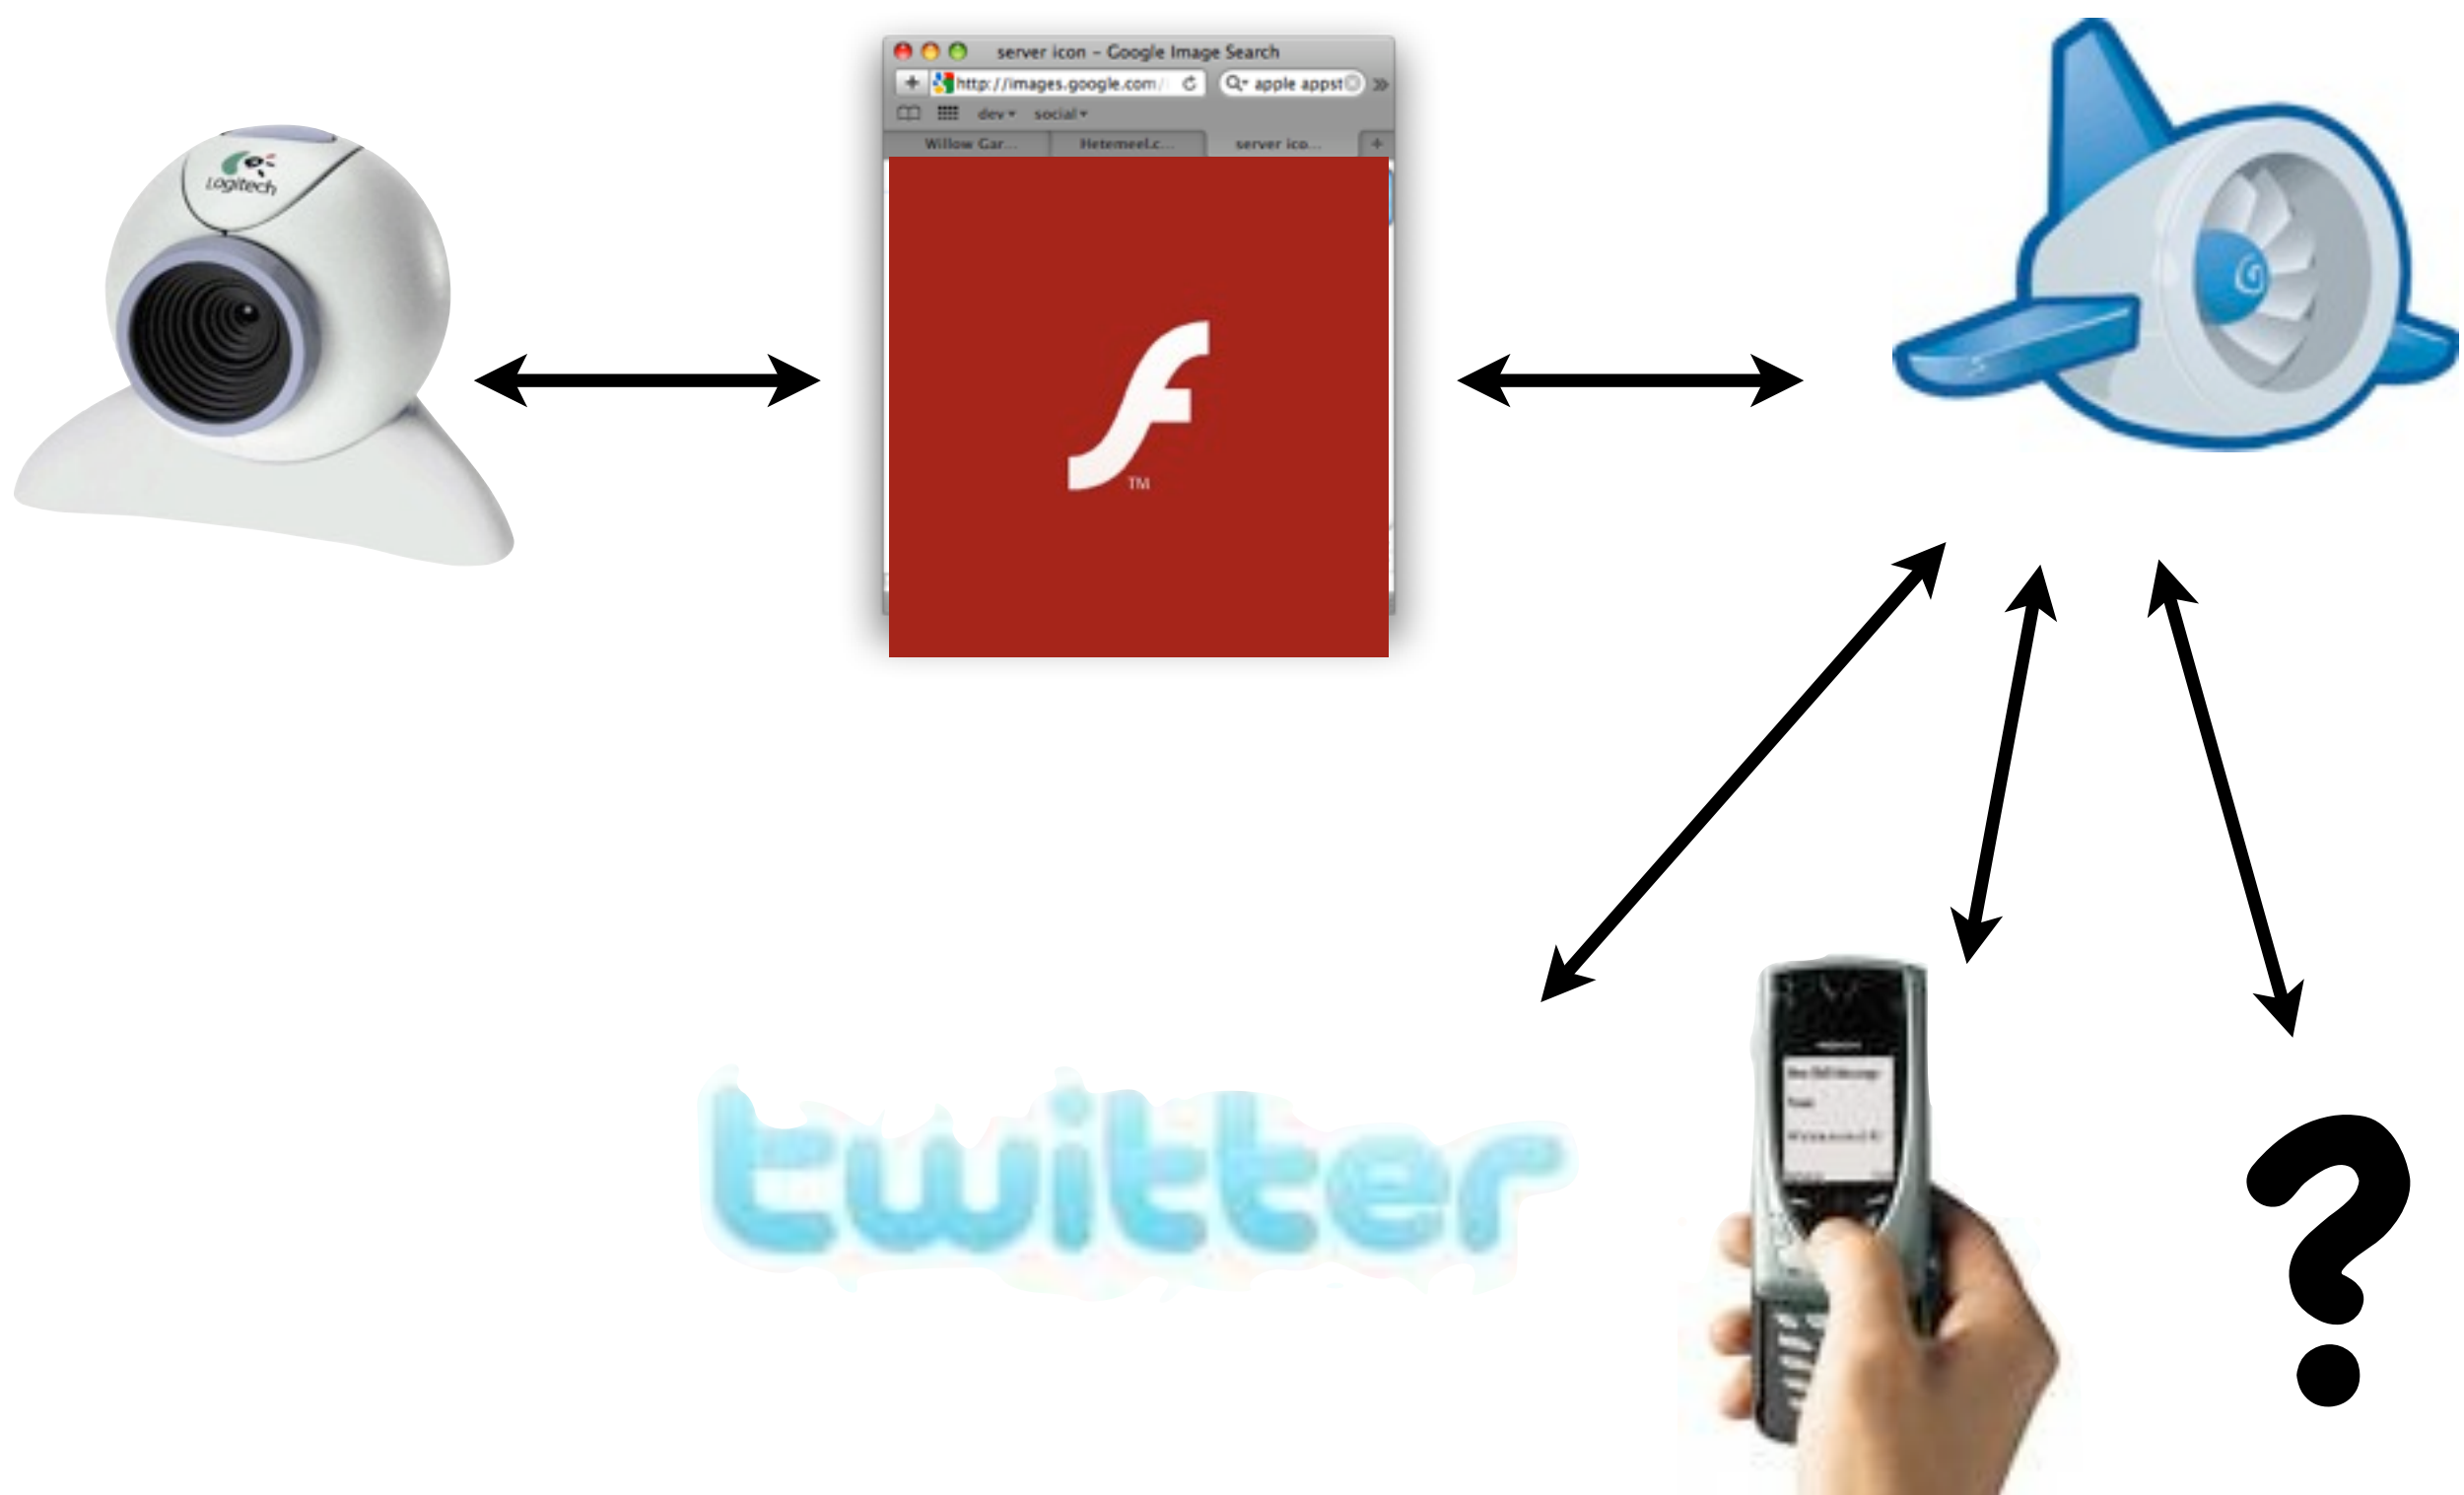 server icon – Google Image Search
http://images.google.com/
apple appst
dev
social
Willow Gar...
Hetemeel.c...
server ico...
Logitech
TM
twitter
?